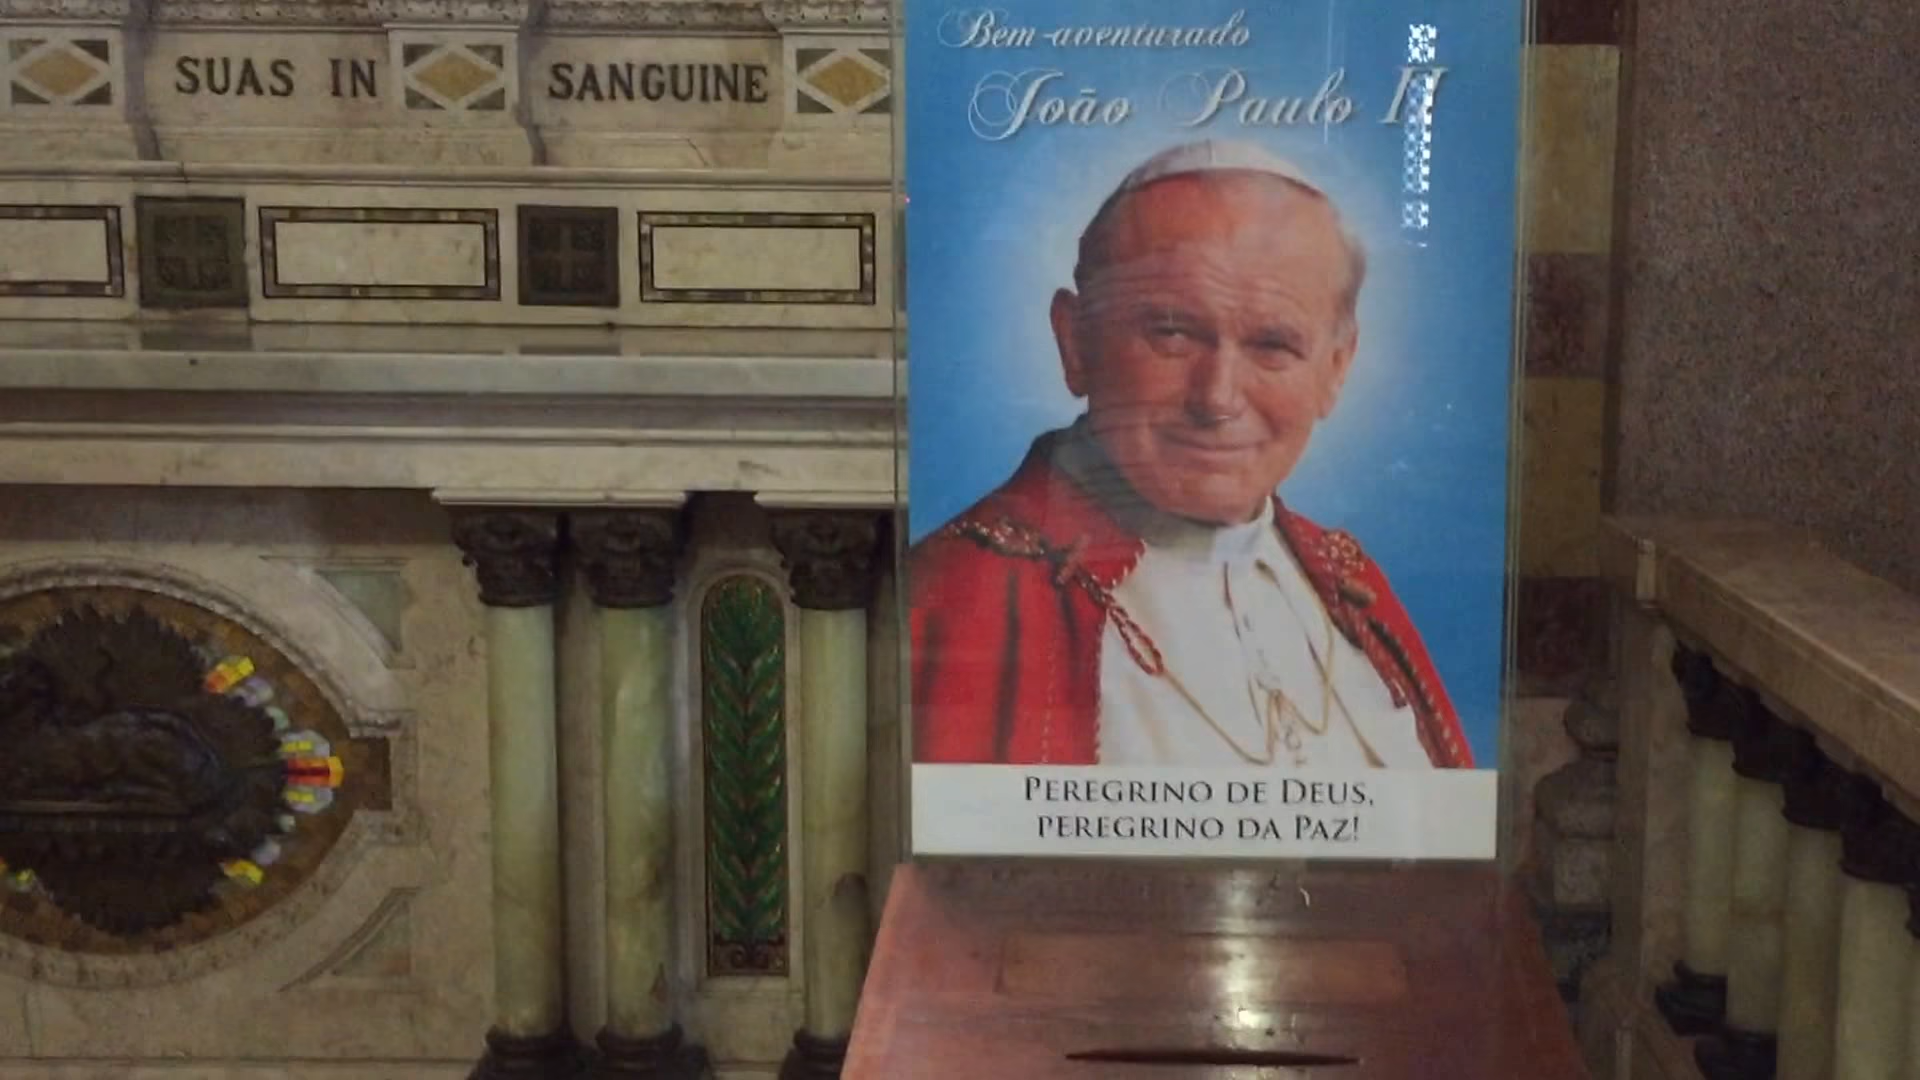 SUAS IN SANGUINE
Bem-aventurado
João Paulo II
PEREGRINO DE DEUS,
PEREGRINO DA PAZ!